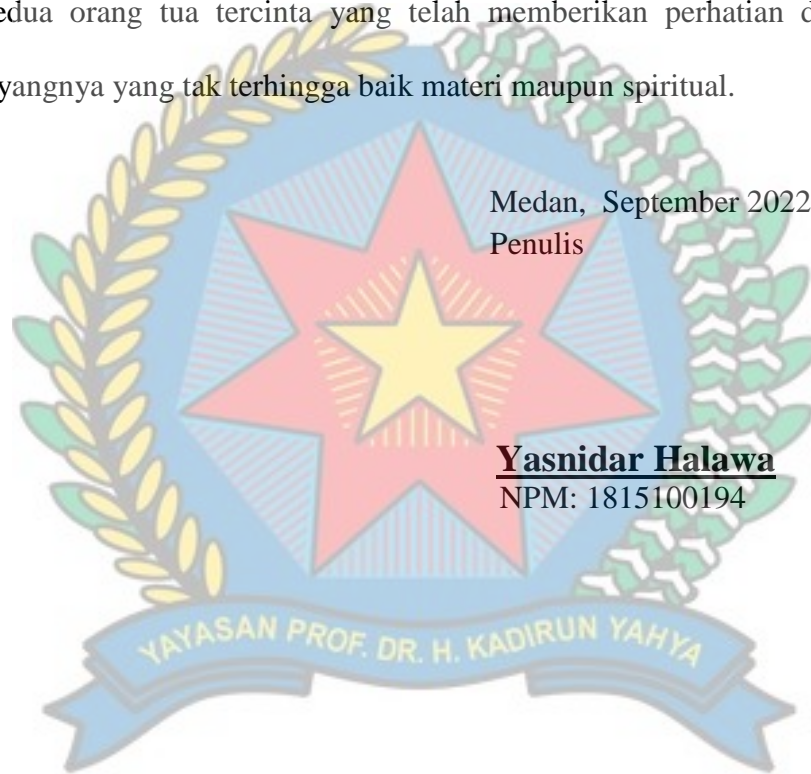 edua orang tua tercinta yang telah memberikan perhatian d
yangnya yang tak terhingga baik materi maupun spiritual.
Medan, September 2022
Penulis
Yasnidar Halawa
NPM: 1815100194
YAYASAN PROF. DR. H. KADIRUN YAHYA